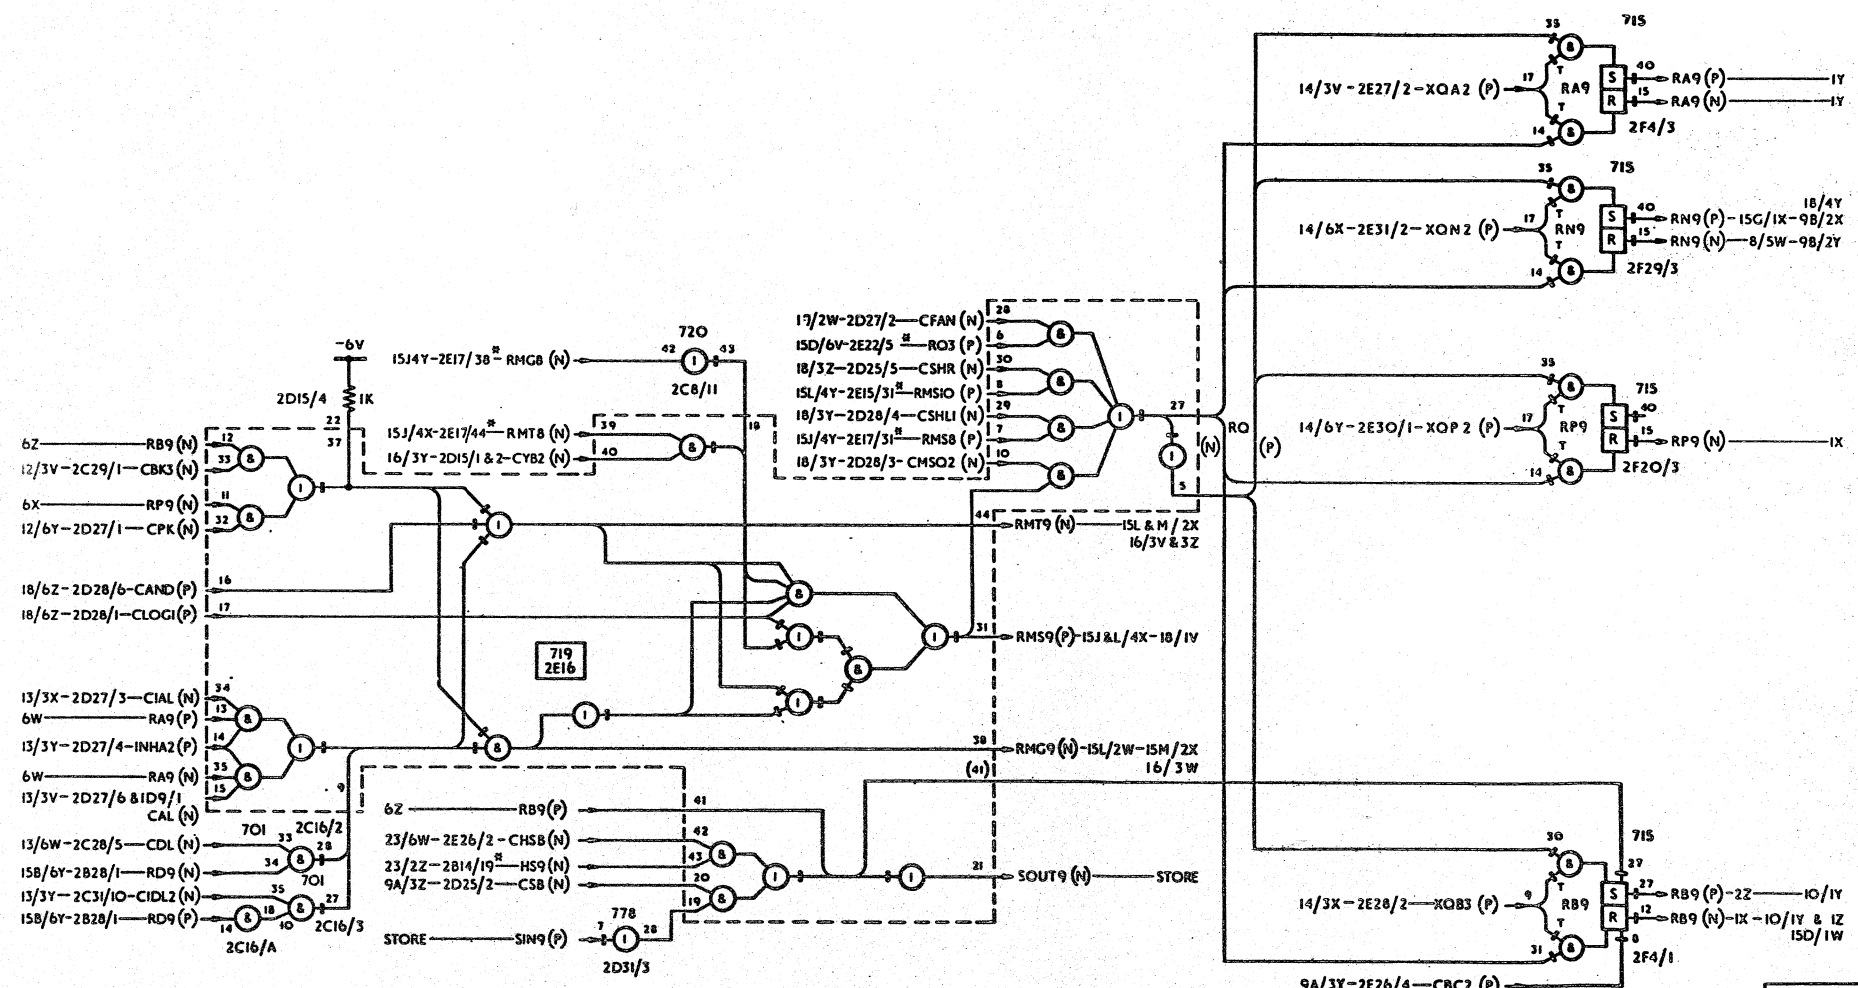 35 715
14/3V-2E27/2-XQA2 (P) 17 T RA9 S 40 RA9 (P) 1Y
R 15 RA9 (N) 1Y
T
14 & 2F4/3
35 715
18/4Y
14/6X-2E31/2-XQN2 (P) 17 T RN9 S 40 RN9 (P)-15G/1X-9B/2X
R 15 RN9 (N)-8/5W-9B/2Y
T
14 & 2F29/3
35 715
14/6Y-2E30/1-XQP2 (P) 17 T RP9 S 40
R 15 RP9 (N) 1X
T
14 & 2F20/3
17/2W-2D27/2-CFAN (N) 28
15D/6V-2E22/5*-RO3 (P) 6
18/3Z-2D25/5-CSHR (N) 30
15L/4Y-2E15/31*-RMS10 (P) 8
18/3Y-2D28/4-CSHL1 (N) 29
15J/4Y-2E17/31*-RMS8 (P) 7
18/3Y-2D28/3-CMSQ2 (N) 10
& & & & 1 27 1 5 (N) RQ (P)
-6V
2D15/4 1K
22
37
720
15J4Y-2E17/38*-RMG8 (N) 42 1 43
2C8/11
15J/4X-2E17/44*-RMT8 (N) 39
16/3Y-2D15/1 & 2-CYB2 (N) 40 & 18
6Z RB9 (N) 12
12/3V-2C29/1-CBK3 (N) 33 &
6X RP9 (N) 11
12/6Y-2D27/1-CPK (N) 32 & 1
18/6Z-2D28/6-CAND (P) 16
18/6Z-2D28/1-CLOG1 (P) 17
44 RMT9 (N) 15L & M / 2X
16/3V & 3Z
31 RMS9 (P)-15J & L/4X-18/1V
719
2E16
13/3X-2D27/3-CIAL (N) 34
6W RA9 (P) 13 &
13/3Y-2D27/4-INHA2 (P) 14 1
6W RA9 (N) 35 &
13/3V-2D27/6 & 1D9/1 15
CAL (N)
9
38 RMG9 (N)-15L/2W-15M/2X
16/3W
(41)
701 2C16/2
13/6W-2C28/5-CDL (N) 33 & 28
15B/6Y-2B28/1-RD9 (N) 34
701
13/3Y-2C31/10-CIDL2 (N) 35 & 27
15B/6Y-2B28/1-RD9 (P) 14 & 18 10 2C16/3
2C16/A
6Z RB9 (P) 41
23/6W-2E26/2-CHSB (N) 42
23/2Z-2B14/19*-HS9 (N) 43 &
9A/3Z-2D25/2-CSB (N) 20
19 & 1 1 21 SOUT9 (N) STORE
778
STORE SIN9 (P) 7 1 28
2D31/3
30 715
27
14/3X-2E28/2-XQB3 (P) 9 T RB9 S 27 RB9 (P)-2Z 10/1Y
R 12 RB9 (N)-1X-10/1Y & 1Z
15D/1W
T
31 & 8
2F4/1
9A/3Y-2E26/4-CBC2 (P)